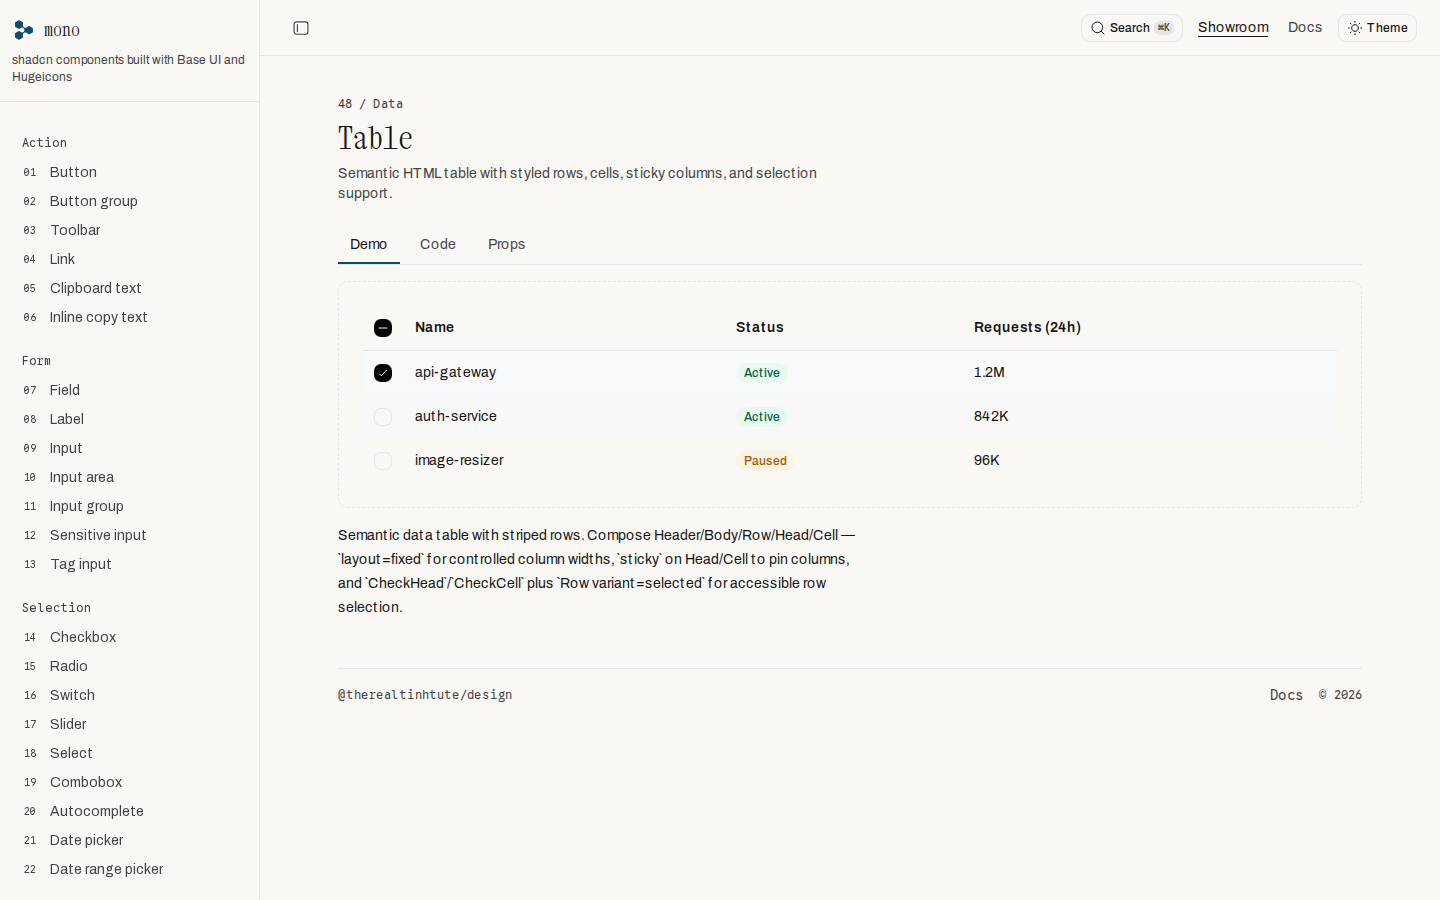 mono
shadcn components built with Base UI and
Hugeicons
Search ⌘K
Showroom
Docs
Theme
Action
01 Button
02 Button group
03 Toolbar
04 Link
05 Clipboard text
06 Inline copy text
Form
07 Field
08 Label
09 Input
10 Input area
11 Input group
12 Sensitive input
13 Tag input
Selection
14 Checkbox
15 Radio
16 Switch
17 Slider
18 Select
19 Combobox
20 Autocomplete
21 Date picker
22 Date range picker
48 / Data
Table
Semantic HTML table with styled rows, cells, sticky columns, and selection
support.
Demo Code Props
Name Status Requests (24h)
api-gateway Active 1.2M
auth-service Active 842K
image-resizer Paused 96K
Semantic data table with striped rows. Compose Header/Body/Row/Head/Cell —
`layout=fixed` for controlled column widths, `sticky` on Head/Cell to pin columns,
and `CheckHead`/`CheckCell` plus `Row variant=selected` for accessible row
selection.
@therealtinhtute/design
Docs © 2026